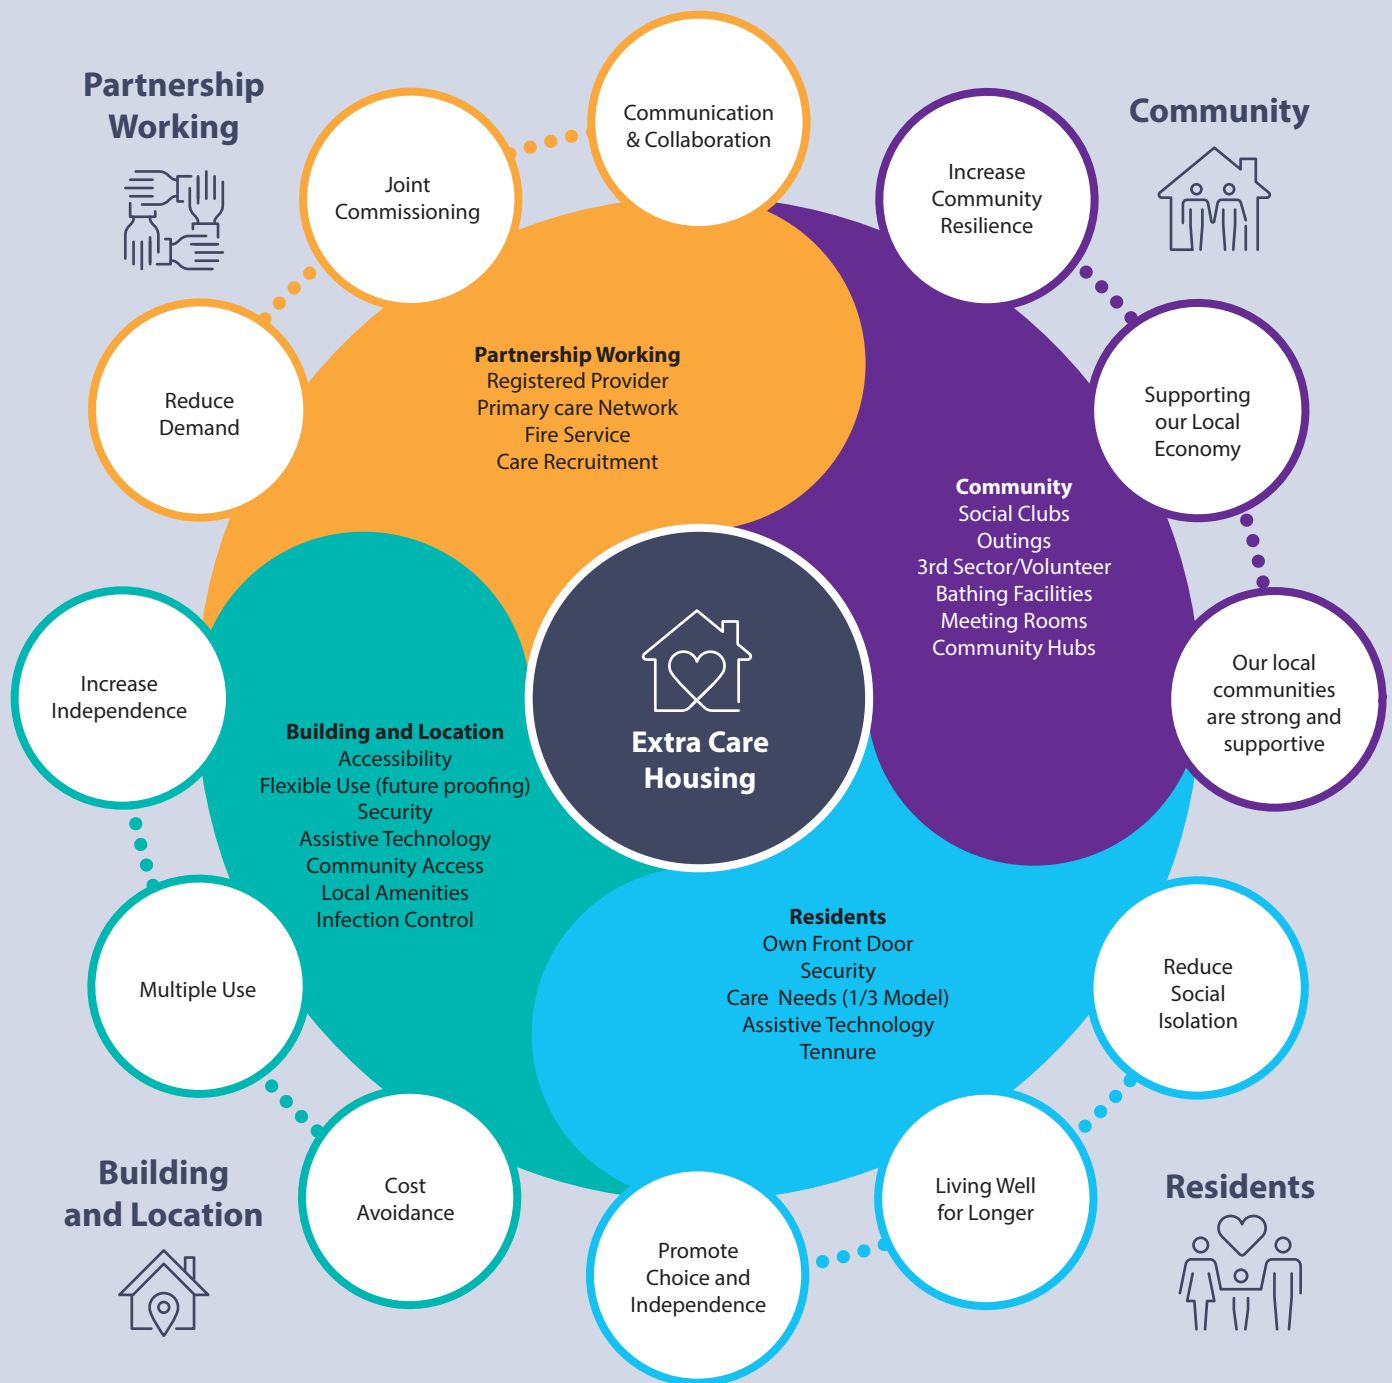 Partnership
Working
Community
Communication
& Collaboration
Joint
Commissioning
Reduce
Demand
Increase
Community
Resilience
Supporting
our Local
Economy
Our local
communities
are strong and
supportive
Partnership Working
Registered Provider
Primary care Network
Fire Service
Care Recruitment
Community
Social Clubs
Outings
3rd Sector/Volunteer
Bathing Facilities
Meeting Rooms
Community Hubs
Extra Care
Housing
Building and Location
Accessibility
Flexible Use (future proofing)
Security
Assistive Technology
Community Access
Local Amenities
Infection Control
Residents
Own Front Door
Security
Care  Needs (1/3 Model)
Assistive Technology
Tennure
Increase
Independence
Multiple Use
Cost
Avoidance
Promote
Choice and
Independence
Living Well
for Longer
Reduce
Social
Isolation
Building
and Location
Residents